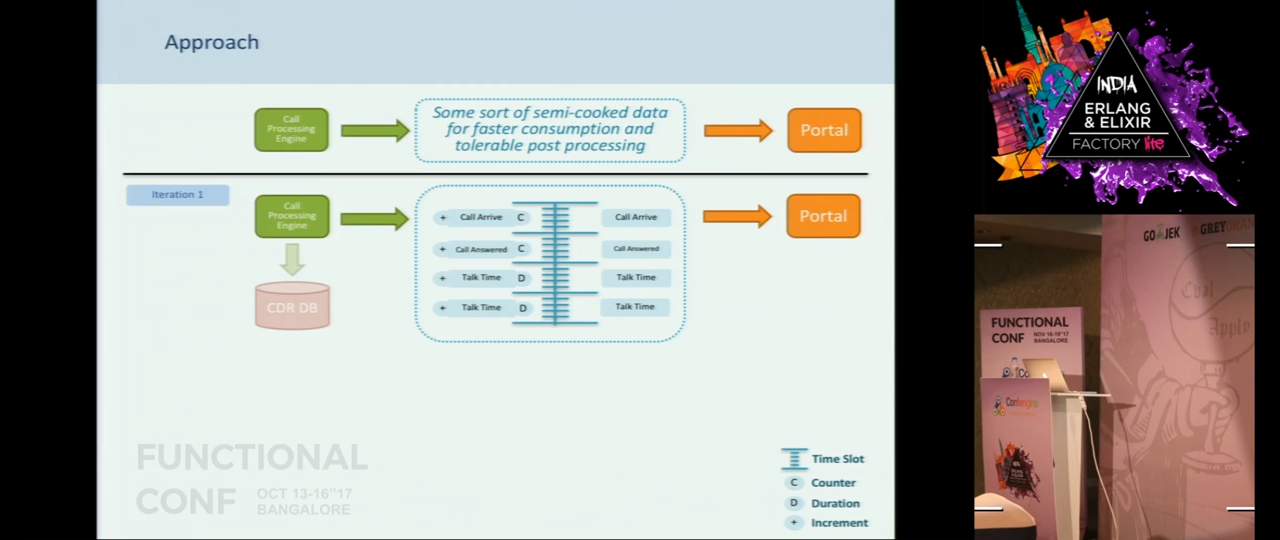 Approach
Call
Processing
Engine
Some sort of semi-cooked data
for faster consumption and
tolerable post processing
Portal
Iteration 1
Call
Processing
Engine
CDR DB
+ Call Arrive C
Call Arrive
+ Call Answered C
Call Answered
+ Talk Time D
Talk Time
+ Talk Time D
Talk Time
Portal
Time Slot
C Counter
D Duration
+ Increment
FUNCTIONAL
CONF OCT 13-16"17
BANGALORE
INDIA
ERLANG
& ELIXIR
FACTORY lite
GO JEK
FUNCTIONAL
CONF NOV 16-19"17
BANGALORE